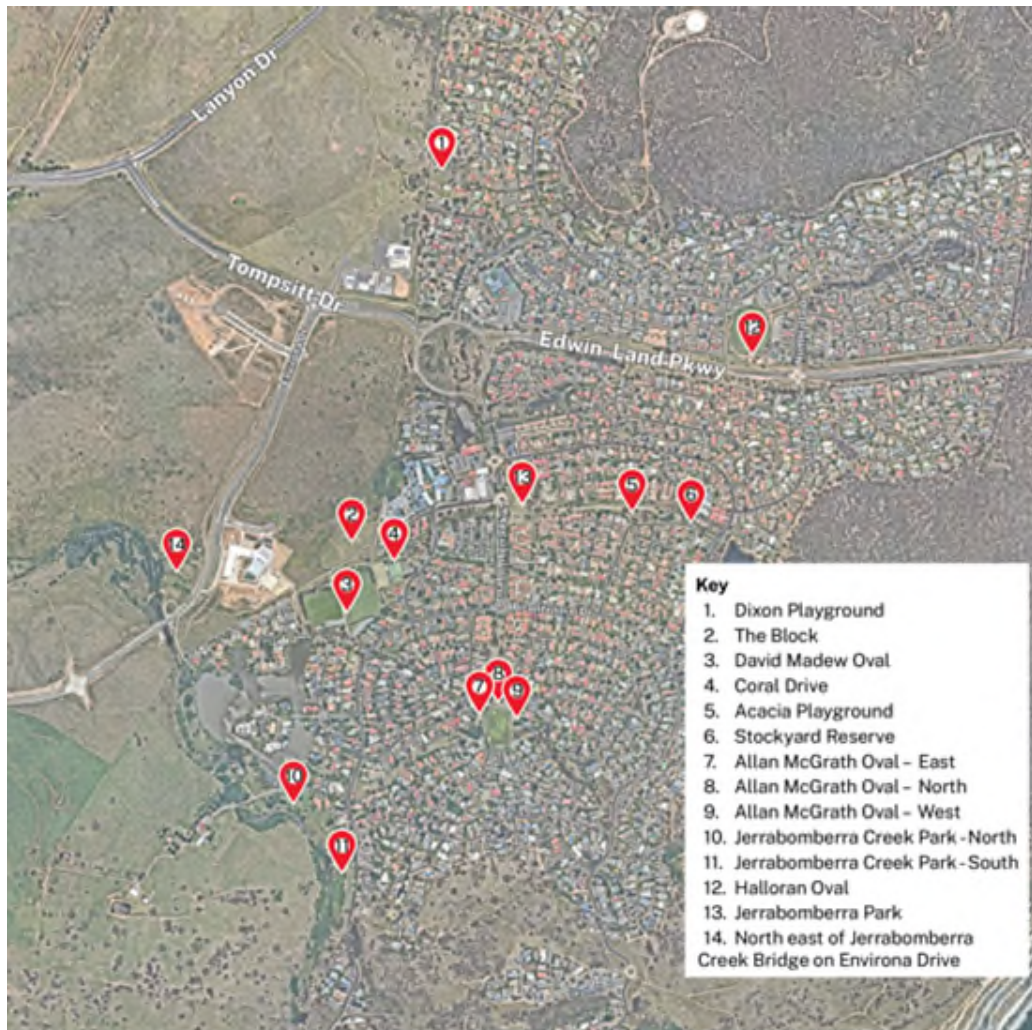 Lanyon Dr
1
Tompsitt Dr
12
Edwin Land Pkwy
13
5
6
2
4
14
3
8
7
9
10
11
Key
1. Dixon Playground
2. The Block
3. David Madew Oval
4. Coral Drive
5. Acacia Playground
6. Stockyard Reserve
7. Allan McGrath Oval – East
8. Allan McGrath Oval – North
9. Allan McGrath Oval – West
10. Jerrabomberra Creek Park - North
11. Jerrabomberra Creek Park - South
12. Halloran Oval
13. Jerrabomberra Park
14. North east of Jerrabomberra
Creek Bridge on Environa Drive